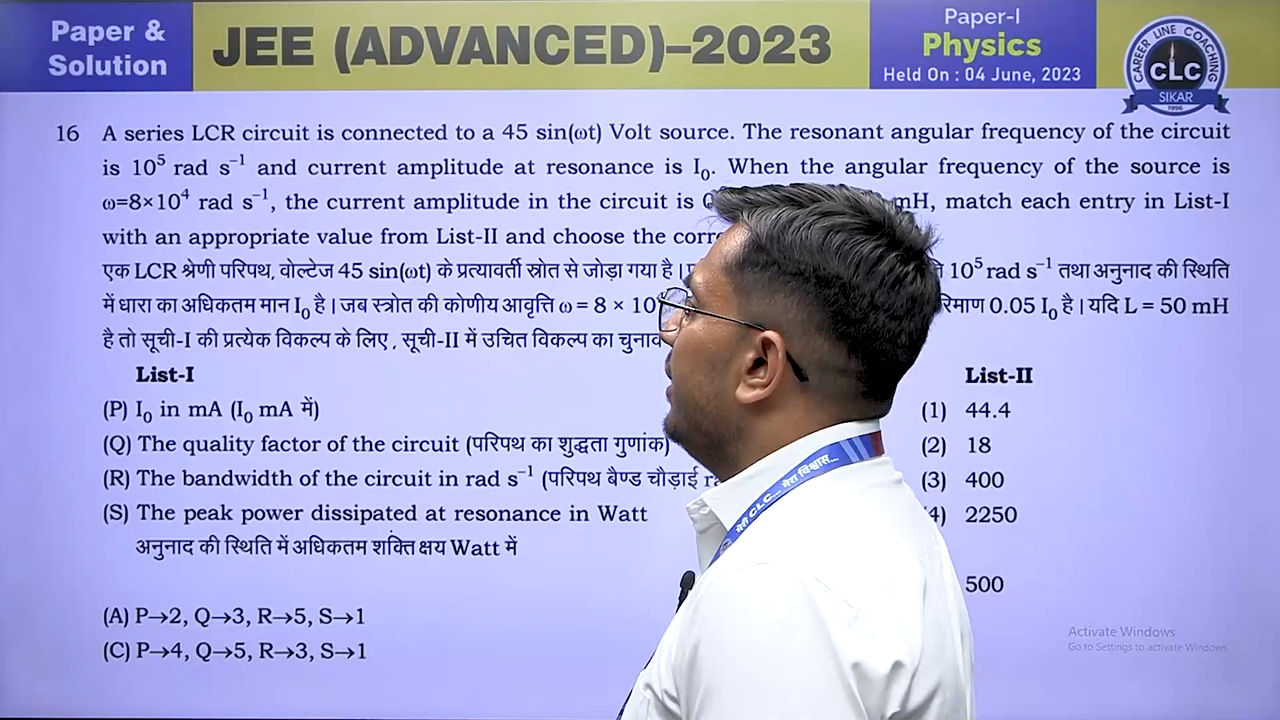 Paper &
Solution
JEE (ADVANCED)–2023
Paper-I
Physics
Held On : 04 June, 2023
CAREER LINE COACHING
CLC
SIKAR
1996
16 A series LCR circuit is connected to a 45 sin(ωt) Volt source. The resonant angular frequency of the circuit
is 10⁵ rad s⁻¹ and current amplitude at resonance is I₀. When the angular frequency of the source is
ω=8×10⁴ rad s⁻¹, the current amplitude in the circuit is mH, match each entry in List-I
with an appropriate value from List-II and choose the
एक LCR श्रेणी परिपथ, वोल्टेज 45 sin(ωt) के प्रत्यावर्ती स्रोत से जोड़ा गया है। 10⁵ rad s⁻¹ तथा अनुनाद की स्थिति
में धारा का अधिकतम मान I₀ है। जब स्त्रोत की कोणीय आवृत्ति ω = 8 × 0.05 I₀ है। यदि L = 50 mH
है तो सूची-I की प्रत्येक विकल्प के लिए, सूची-II में उचित विकल्प का
List-I List-II
(P) I₀ in mA (I₀ mA में) (1) 44.4
(Q) The quality factor of the circuit (परिपथ का शुद्धता गुणांक) (2) 18
(R) The bandwidth of the circuit in rad s⁻¹ (परिपथ बैण्ड चौड़ाई (3) 400
(S) The peak power dissipated at resonance in Watt 4) 2250
अनुनाद की स्थिति में अधिकतम शक्ति क्षय Watt में
500
(A) P→2, Q→3, R→5, S→1
(C) P→4, Q→5, R→3, S→1
मेरा CLC... मेरा विश्वास...
Activate Windows
Go to Settings to activate Windows.